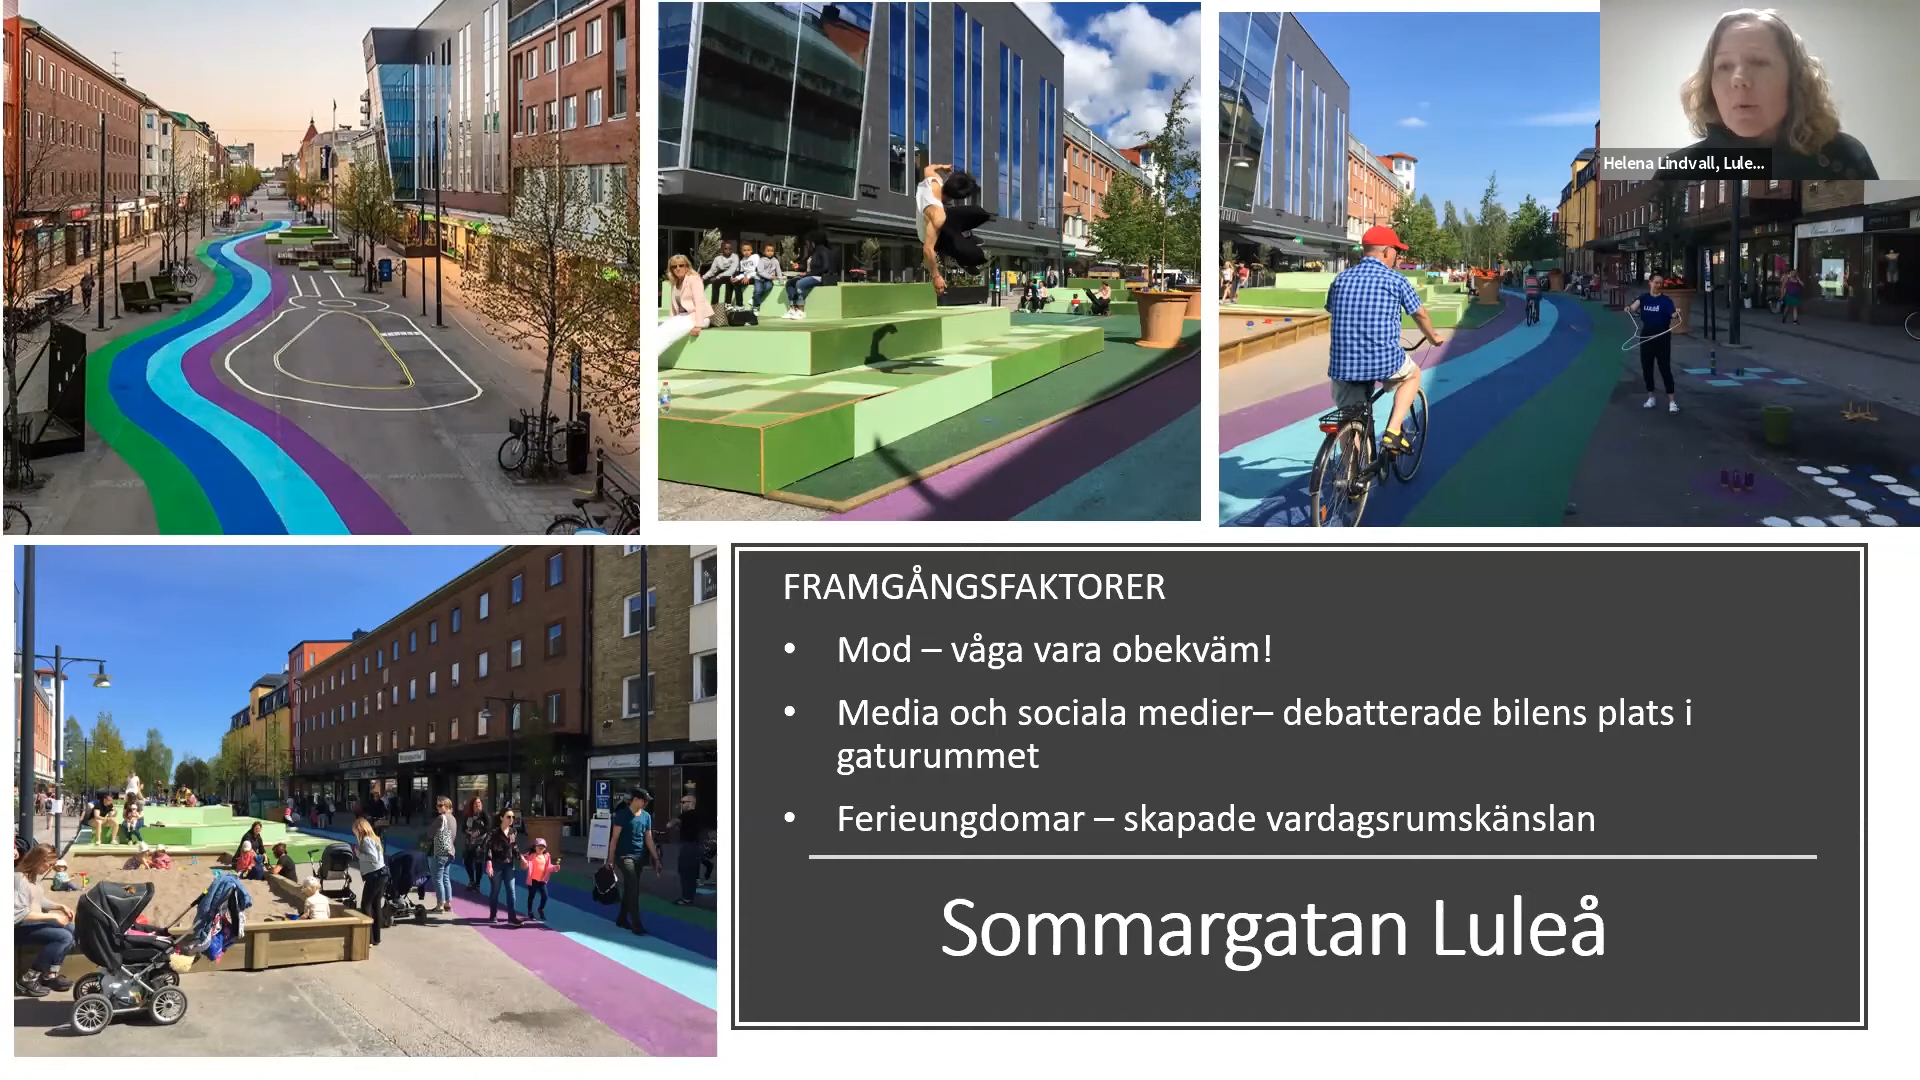 HOTELL
Helena Lindvall, Lule...
LULEÅ
P
FRAMGÅNGSFAKTORER
• Mod – våga vara obekväm!
• Media och sociala medier– debatterade bilens plats i
gaturummet
• Ferieungdomar – skapade vardagsrumskänslan
Sommargatan Luleå